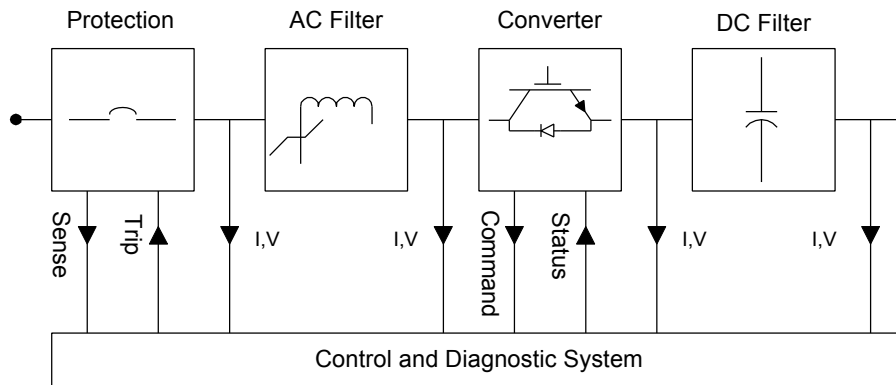 Protection
AC Filter
Converter
DC Filter
Sense
Trip
I,V
I,V
Command
Status
I,V
I,V
Control and Diagnostic System